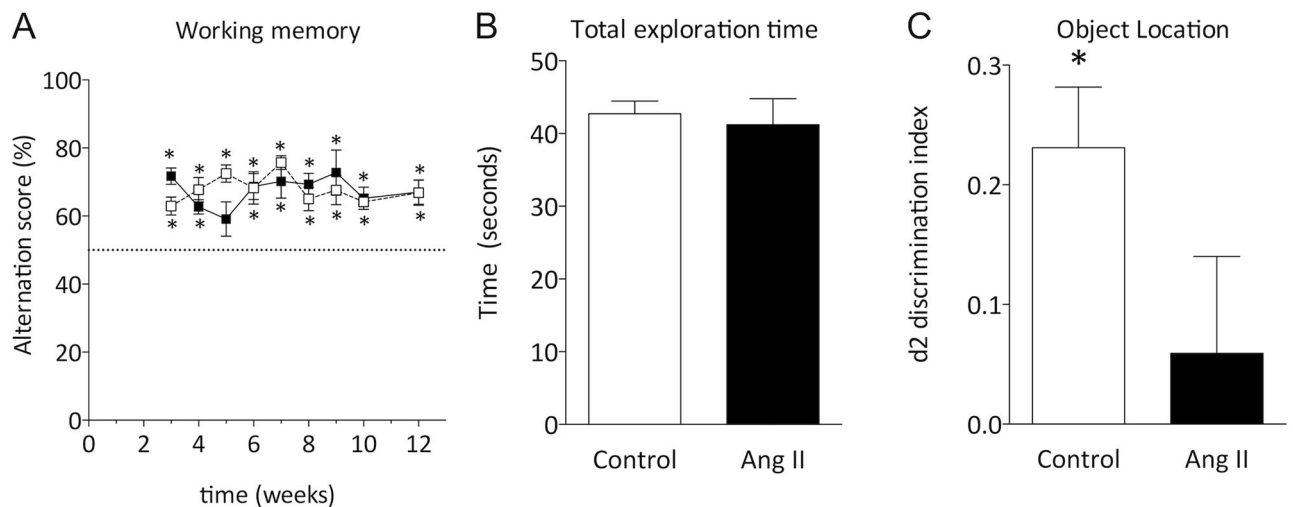 A
Working memory
Alternation score (%)
100
80
60
40
20
0
* * * * * * * *
* * * * * * * *
0 2 4 6 8 10 12
time (weeks)
B
Total exploration time
Time (seconds)
50
40
30
20
10
0
Control Ang II
C
Object Location
d2 discrimination index
0.3
0.2
0.1
0.0
*
Control Ang II